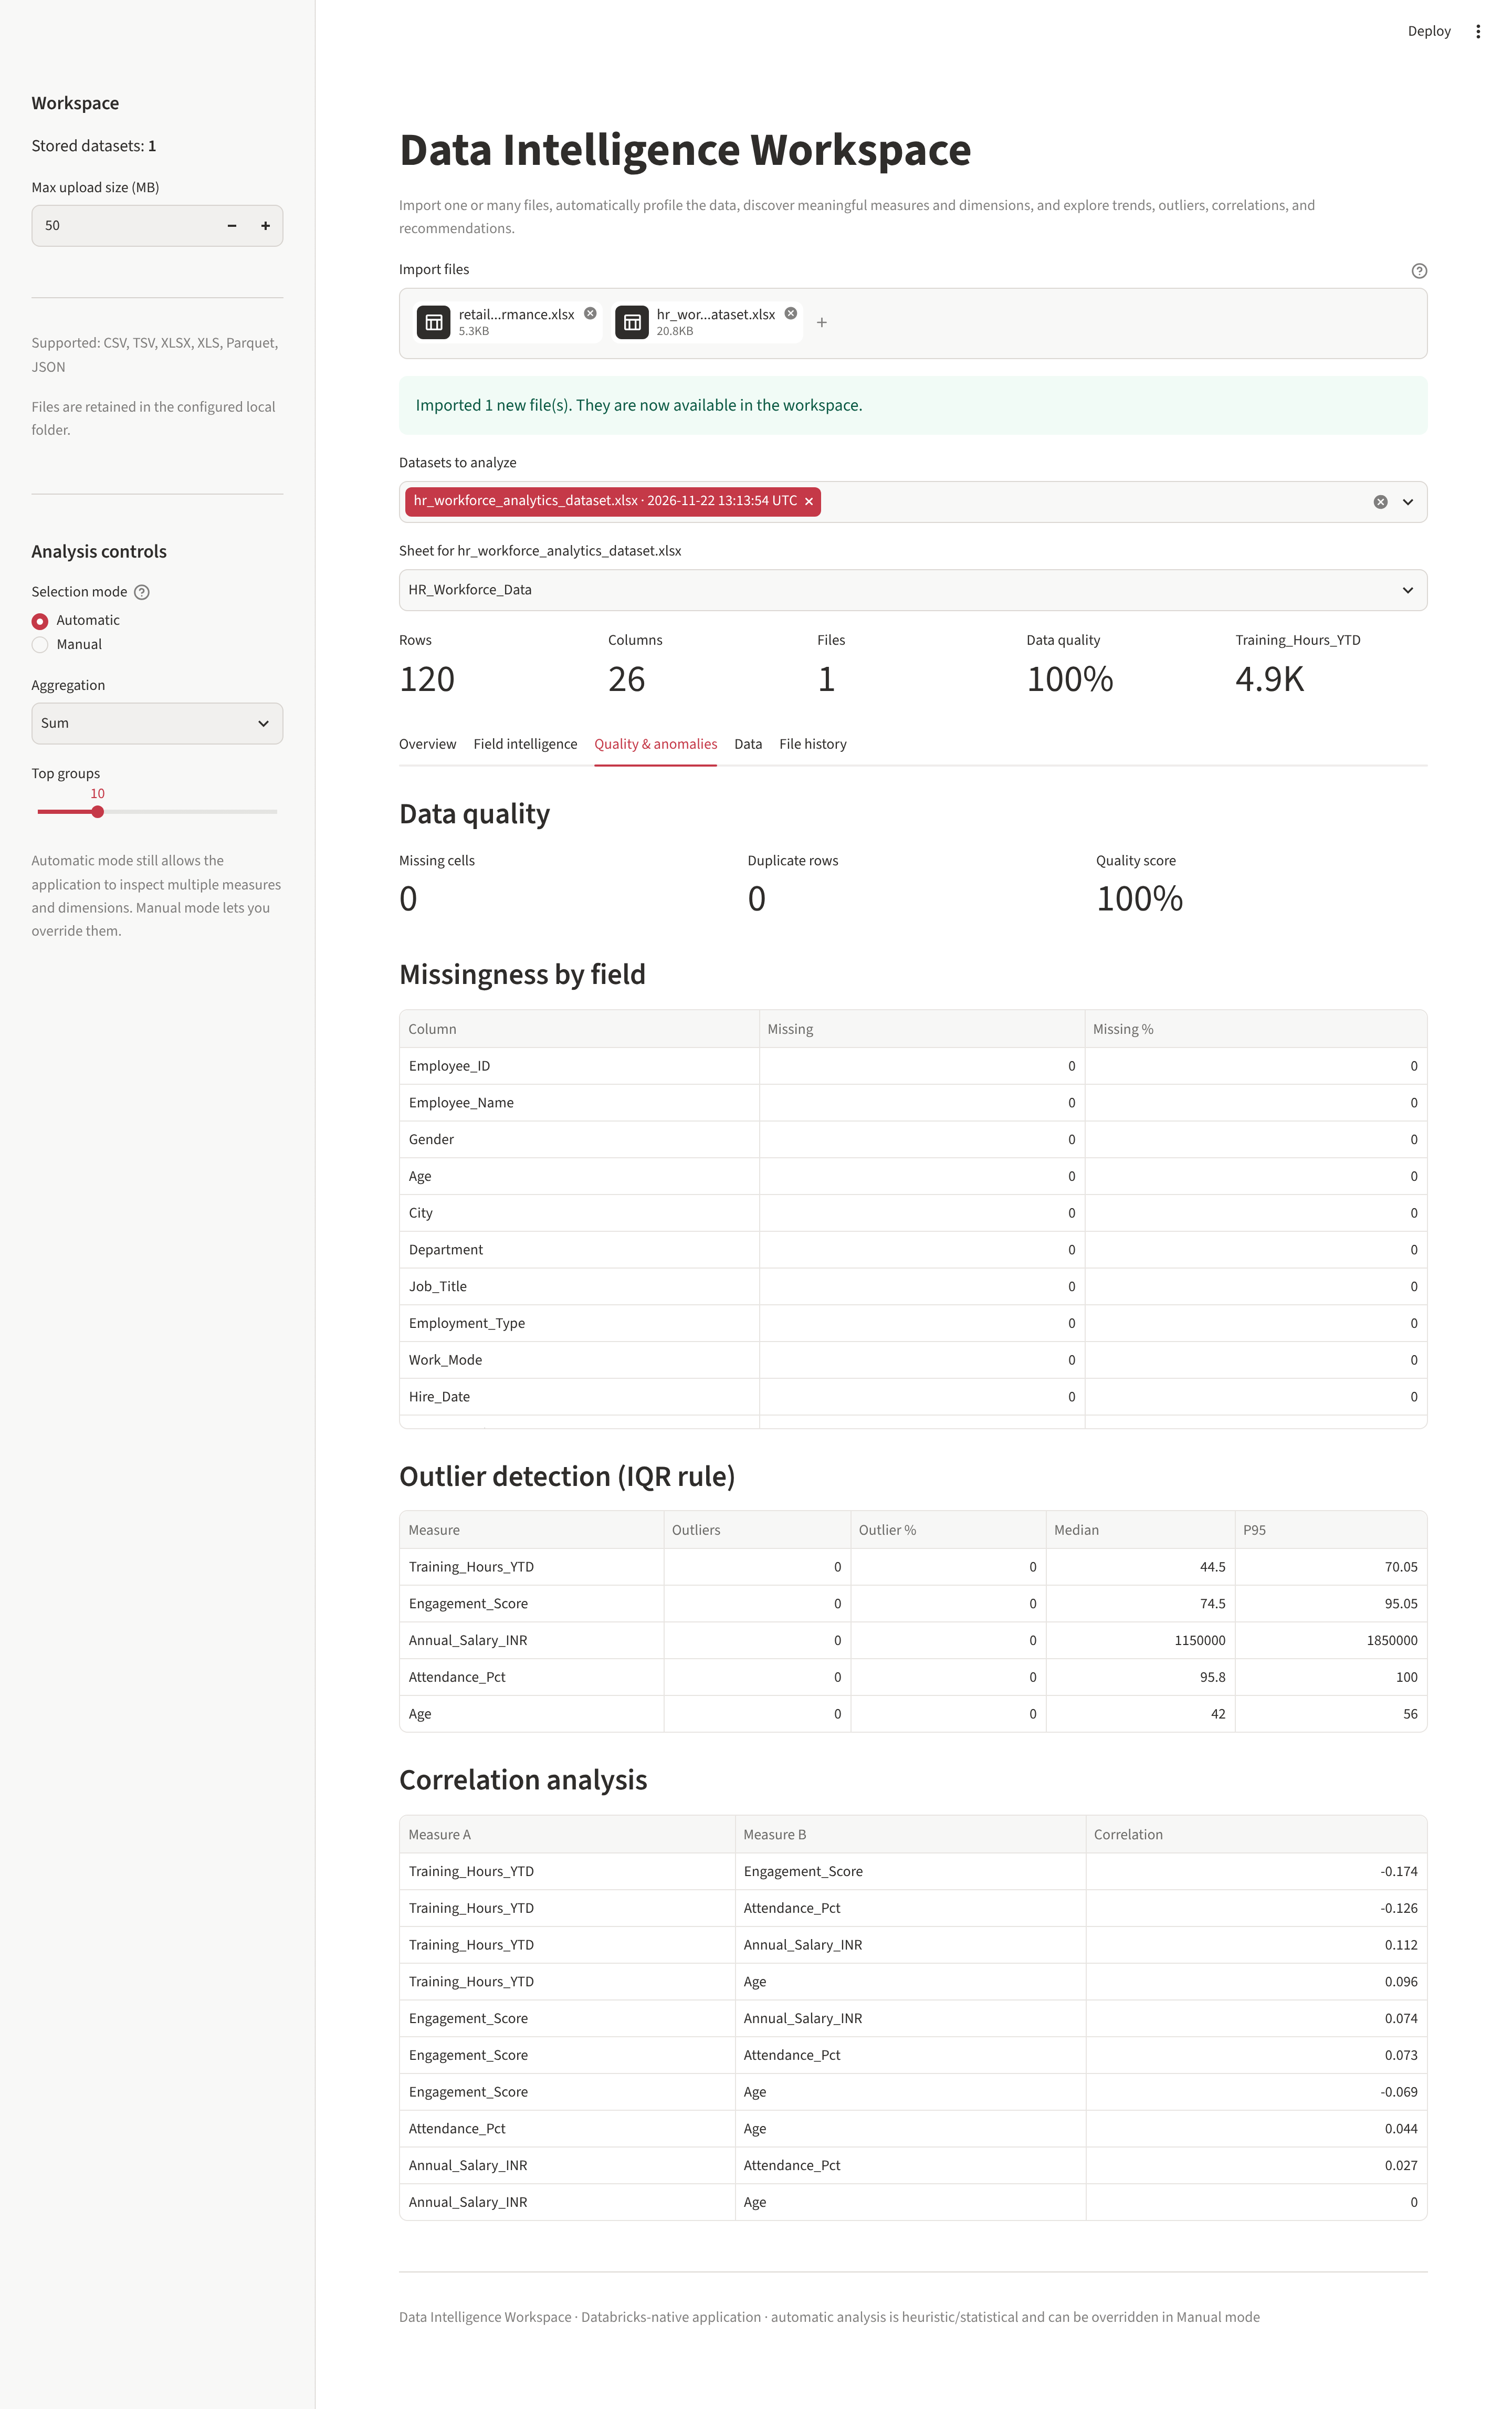 Deploy
Workspace
Stored datasets: 1
Max upload size (MB)
50
Supported: CSV, TSV, XLSX, XLS, Parquet,
JSON
Files are retained in the configured local
folder.
Analysis controls
Selection mode
Automatic
Manual
Aggregation
Sum
Top groups
10
Automatic mode still allows the
application to inspect multiple measures
and dimensions. Manual mode lets you
override them.
Data Intelligence Workspace
Import one or many files, automatically profile the data, discover meaningful measures and dimensions, and explore trends, outliers, correlations, and
recommendations.
Import files
retail...rmance.xlsx
5.3KB
hr_wor...ataset.xlsx
20.8KB
Imported 1 new file(s). They are now available in the workspace.
Datasets to analyze
hr_workforce_analytics_dataset.xlsx · 2026-11-22 13:13:54 UTC
Sheet for hr_workforce_analytics_dataset.xlsx
HR_Workforce_Data
Rows Columns Files Data quality Training_Hours_YTD
120 26 1 100% 4.9K
Overview Field intelligence Quality & anomalies Data File history
Data quality
Missing cells Duplicate rows Quality score
0 0 100%
Missingness by field
Column Missing Missing %
Employee_ID 0 0
Employee_Name 0 0
Gender 0 0
Age 0 0
City 0 0
Department 0 0
Job_Title 0 0
Employment_Type 0 0
Work_Mode 0 0
Hire_Date 0 0
Outlier detection (IQR rule)
Measure Outliers Outlier % Median P95
Training_Hours_YTD 0 0 44.5 70.05
Engagement_Score 0 0 74.5 95.05
Annual_Salary_INR 0 0 1150000 1850000
Attendance_Pct 0 0 95.8 100
Age 0 0 42 56
Correlation analysis
Measure A Measure B Correlation
Training_Hours_YTD Engagement_Score -0.174
Training_Hours_YTD Attendance_Pct -0.126
Training_Hours_YTD Annual_Salary_INR 0.112
Training_Hours_YTD Age 0.096
Engagement_Score Annual_Salary_INR 0.074
Engagement_Score Attendance_Pct 0.073
Engagement_Score Age -0.069
Attendance_Pct Age 0.044
Annual_Salary_INR Attendance_Pct 0.027
Annual_Salary_INR Age 0
Data Intelligence Workspace · Databricks-native application · automatic analysis is heuristic/statistical and can be overridden in Manual mode